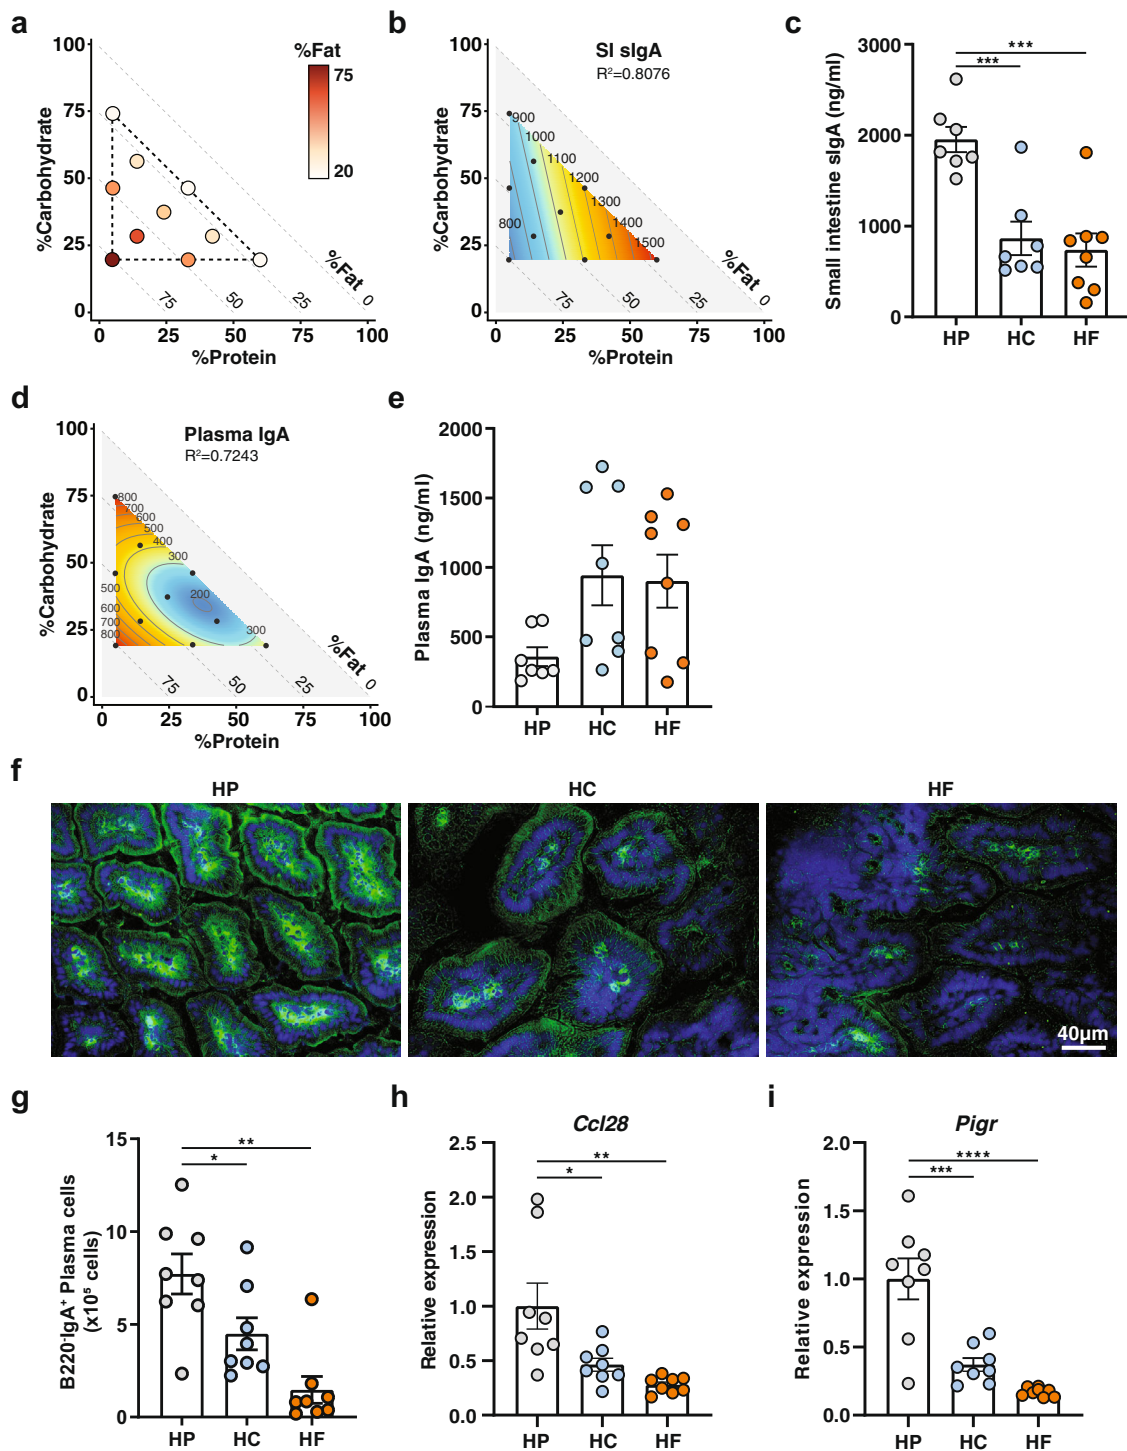 a
%Fat
75
20
%Carbohydrate
100
75
50
25
0
75
50
25
0
%Fat
0
25
50
75
100
%Protein
b
SI sIgA
R²=0.8076
%Carbohydrate
100
75
50
25
0
900
1000
1100
1200
1300
1400
1500
800
75
50
25
0
%Fat
0
25
50
75
100
%Protein
c
Small intestine sIgA (ng/ml)
3000
2000
1000
0
***
***
HP
HC
HF
d
Plasma IgA
R²=0.7243
%Carbohydrate
100
75
50
25
0
800
700
600
500
400
300
200
300
500
600
700
800
75
50
25
0
%Fat
0
25
50
75
100
%Protein
e
Plasma IgA (ng/ml)
2000
1500
1000
500
0
HP
HC
HF
f
HP
HC
HF
40µm
g
B220⁻IgA⁺ Plasma cells
(x10⁵ cells)
15
10
5
0
**
*
HP
HC
HF
h
Ccl28
Relative expression
2.5
2.0
1.5
1.0
0.5
0.0
**
*
HP
HC
HF
i
Pigr
Relative expression
2.0
1.5
1.0
0.5
0.0
****
***
HP
HC
HF